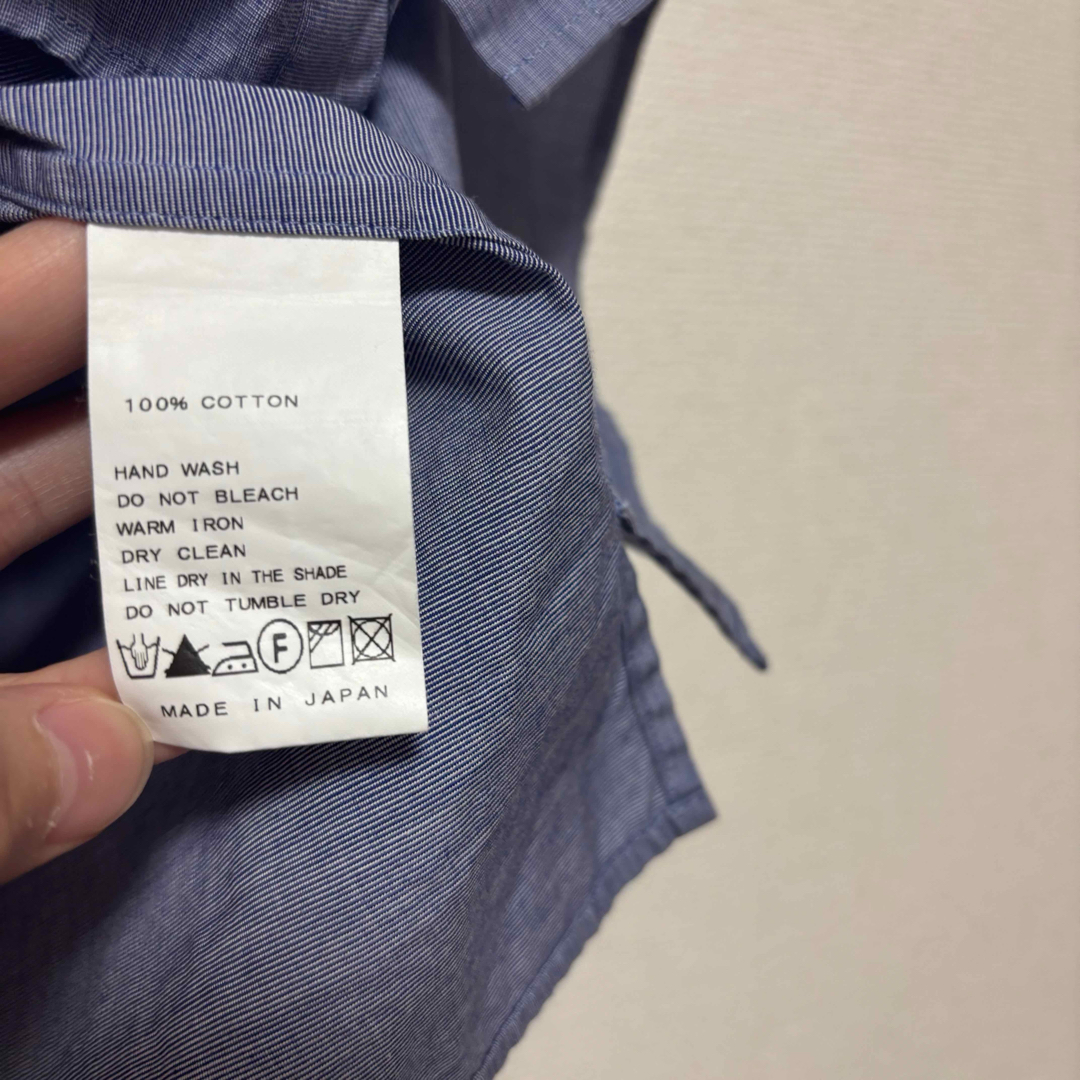 100% COTTON
HAND WASH
DO NOT BLEACH
WARM IRON
DRY CLEAN
LINE DRY IN THE SHADE
DO NOT TUMBLE DRY
F
MADE IN JAPAN